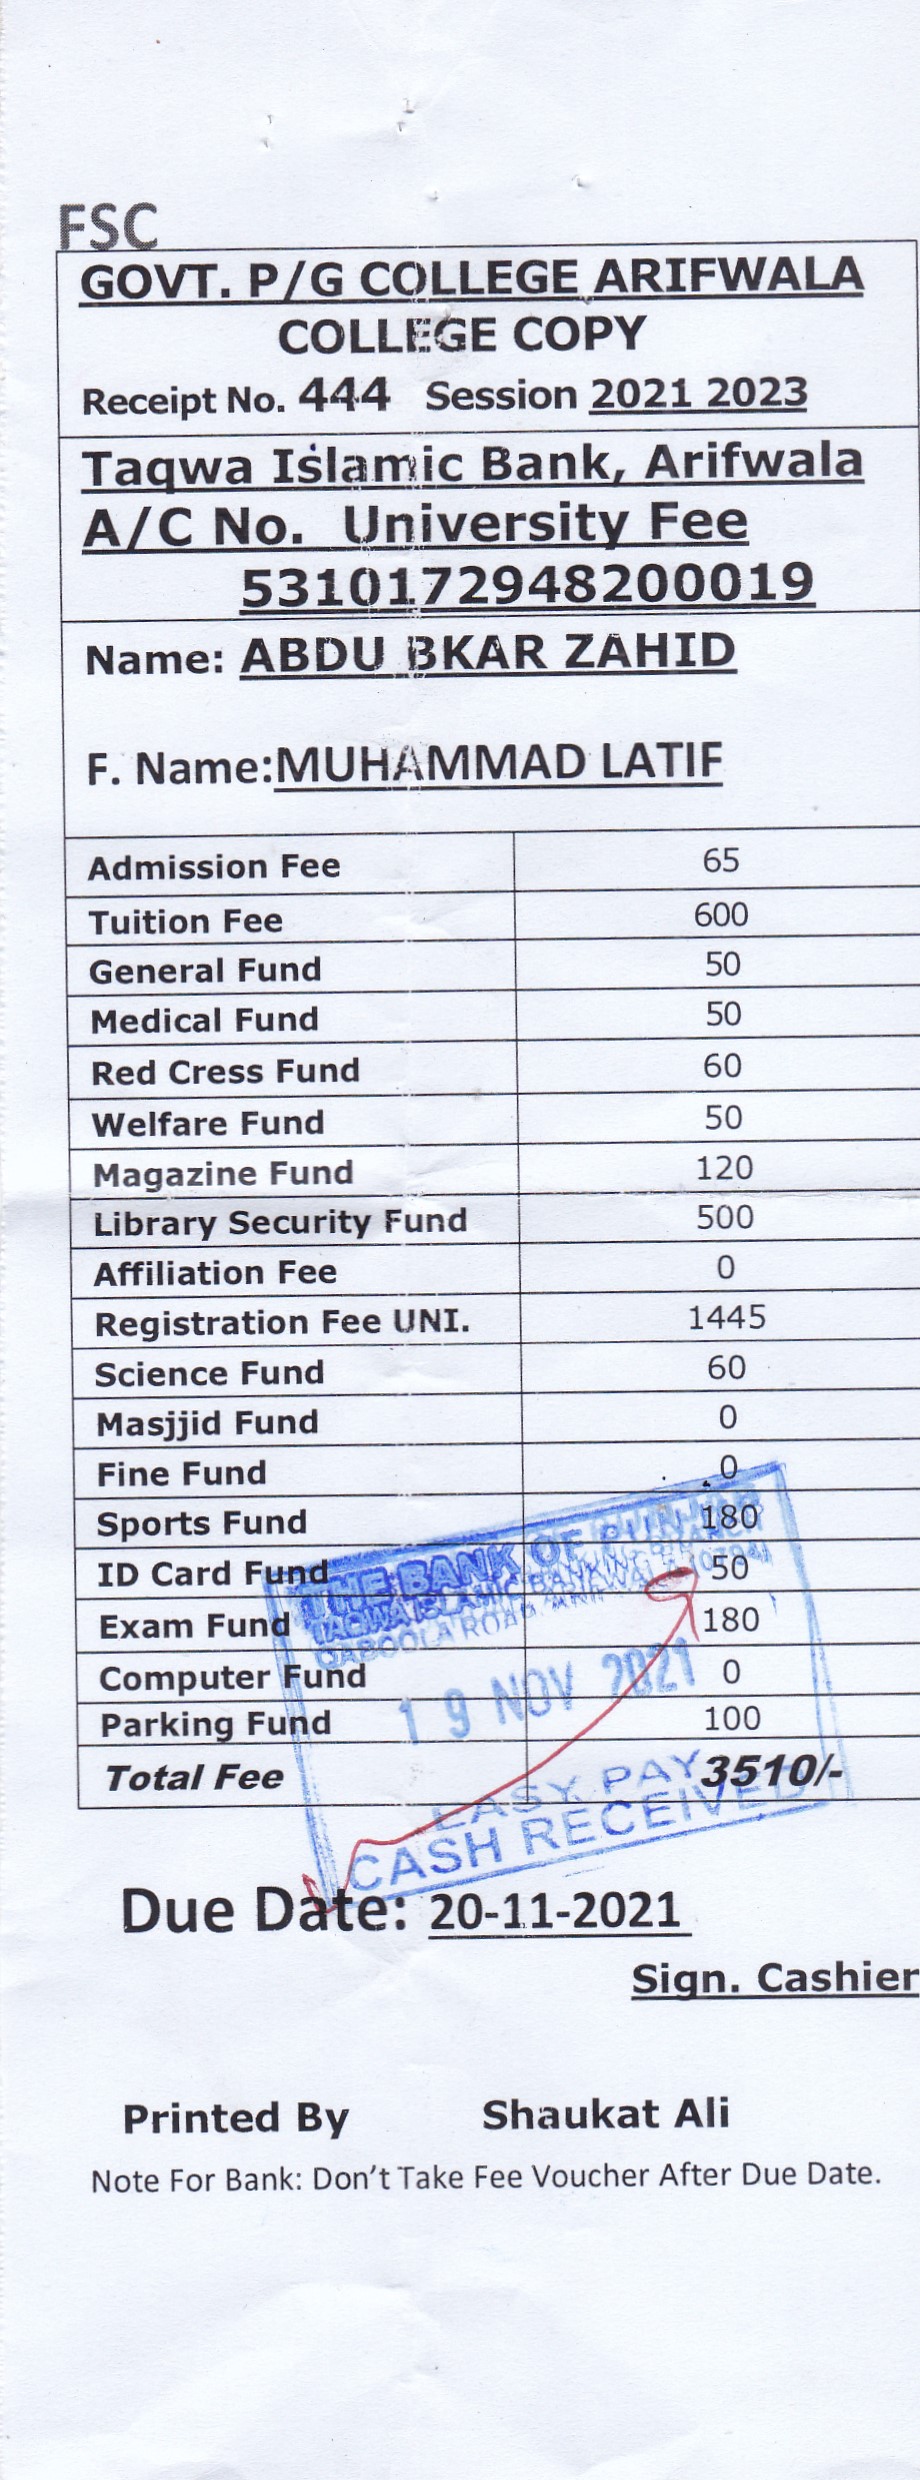 FSC
GOVT. P/G COLLEGE ARIFWALA
COLLEGE COPY
Receipt No. 444 Session 2021 2023
Taqwa Islamic Bank, Arifwala
A/C No. University Fee
5310172948200019
Name: ABDU BKAR ZAHID
F. Name:MUHAMMAD LATIF
Admission Fee 65
Tuition Fee 600
General Fund 50
Medical Fund 50
Red Cress Fund 60
Welfare Fund 50
Magazine Fund 120
Library Security Fund 500
Affiliation Fee 0
Registration Fee UNI. 1445
Science Fund 60
Masjjid Fund 0
Fine Fund 0
Sports Fund 180
ID Card Fund 50
Exam Fund 180
Computer Fund 0
Parking Fund 100
Total Fee 3510/-
THE BANK OF PUNJAB
TAQWA ISLAMIC BANKING BRANCH
QABOOLA ROAD
19 NOV 2021
EASY PAY
CASH RECEIVED
Due Date: 20-11-2021
Sign. Cashier
Printed By Shaukat Ali
Note For Bank: Don't Take Fee Voucher After Due Date.